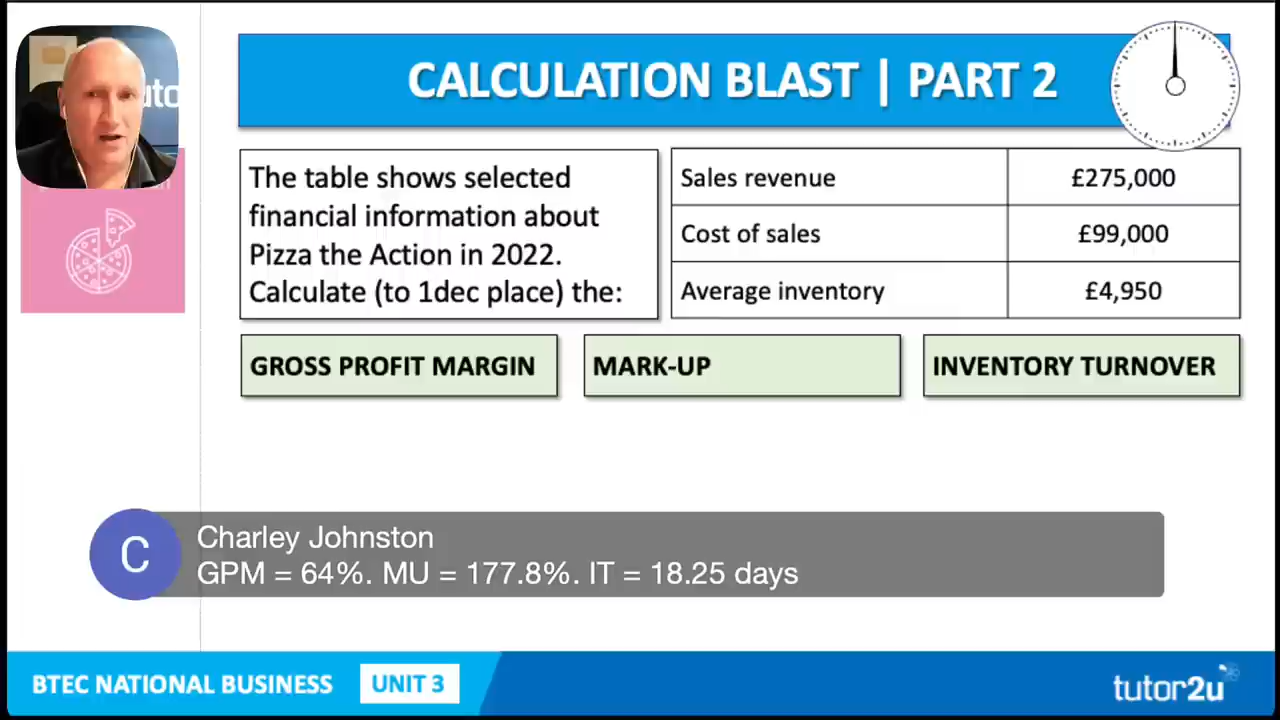 CALCULATION BLAST | PART 2
The table shows selected
financial information about
Pizza the Action in 2022.
Calculate (to 1dec place) the:
Sales revenue £275,000
Cost of sales £99,000
Average inventory £4,950
GROSS PROFIT MARGIN
MARK-UP
INVENTORY TURNOVER
C
Charley Johnston
GPM = 64%. MU = 177.8%. IT = 18.25 days
BTEC NATIONAL BUSINESS UNIT 3
tutor2u